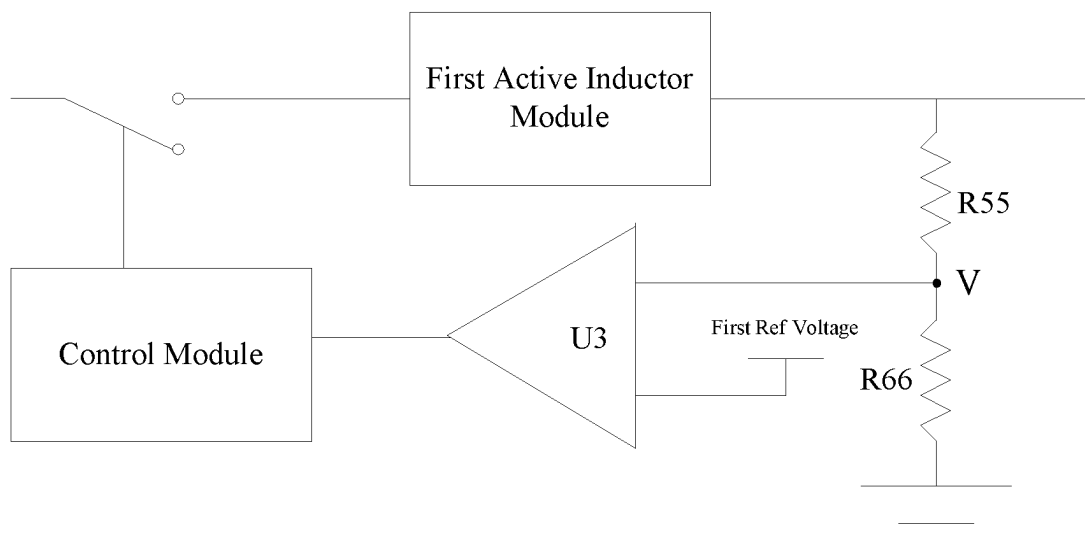 First Active Inductor
Module
R55
V
First Ref Voltage
U3
Control Module
R66